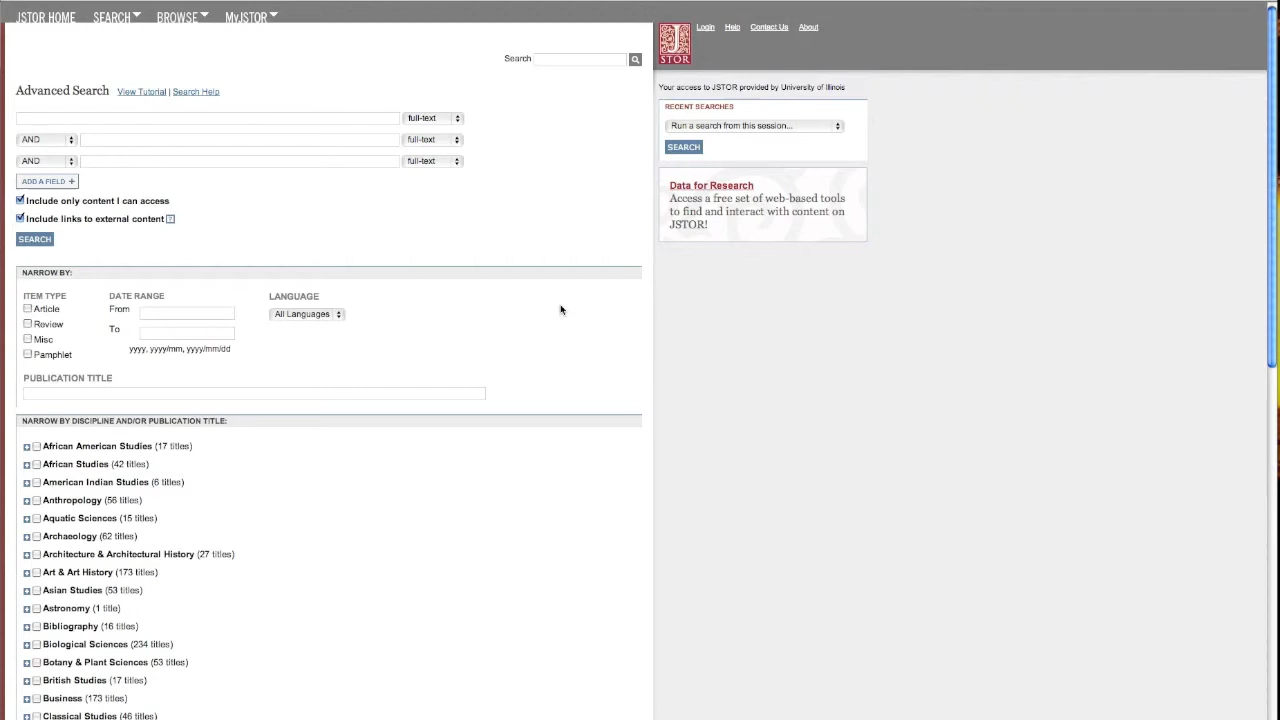 JSTOR HOME SEARCH BROWSE MyJSTOR
J
STOR
Login Help Contact Us About
Search
Advanced Search View Tutorial | Search Help
full-text
AND full-text
AND full-text
ADD A FIELD +
Include only content I can access
Include links to external content ?
SEARCH
NARROW BY:
ITEM TYPE DATE RANGE LANGUAGE
Article From All Languages
Review To
Misc yyyy, yyyy/mm, yyyy/mm/dd
Pamphlet
PUBLICATION TITLE
NARROW BY DISCIPLINE AND/OR PUBLICATION TITLE:
African American Studies (17 titles)
African Studies (42 titles)
American Indian Studies (6 titles)
Anthropology (56 titles)
Aquatic Sciences (15 titles)
Archaeology (62 titles)
Architecture & Architectural History (27 titles)
Art & Art History (173 titles)
Asian Studies (53 titles)
Astronomy (1 title)
Bibliography (16 titles)
Biological Sciences (234 titles)
Botany & Plant Sciences (53 titles)
British Studies (17 titles)
Business (173 titles)
Classical Studies (46 titles)
Your access to JSTOR provided by University of Illinois
RECENT SEARCHES
Run a search from this session...
SEARCH
Data for Research
Access a free set of web-based tools
to find and interact with content on
JSTOR!